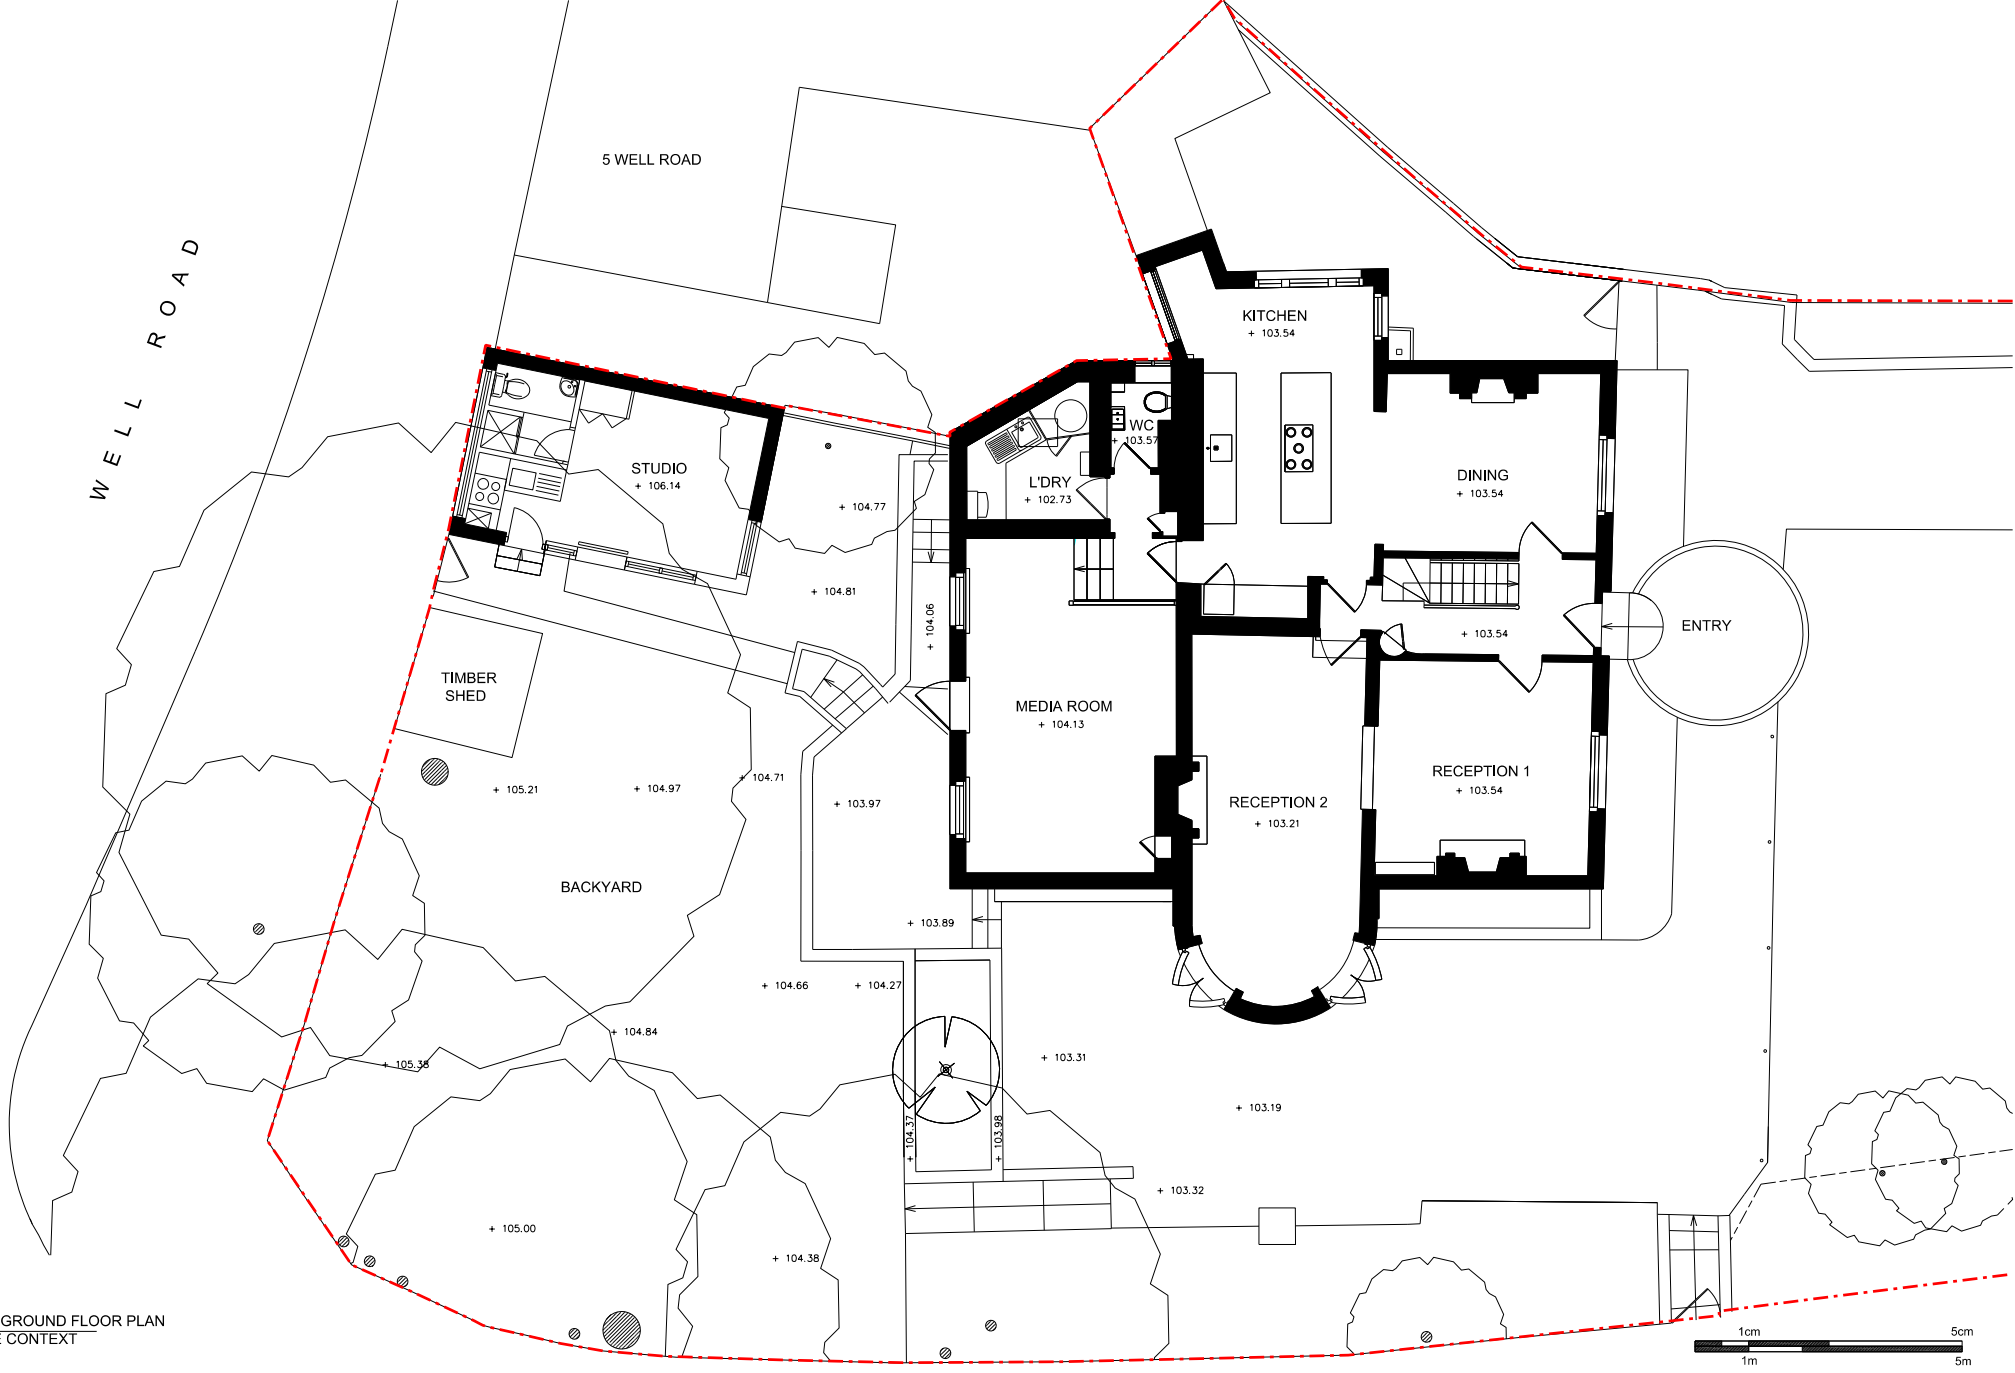 5 WELL ROAD
WELL ROAD
KITCHEN
+ 103.54
STUDIO
+ 106.14
WC
+ 103.57
L'DRY
+ 102.73
DINING
+ 103.54
+ 104.77
+ 104.81
+ 104.06
+ 103.54
ENTRY
TIMBER
SHED
MEDIA ROOM
+ 104.13
RECEPTION 1
+ 103.54
RECEPTION 2
+ 103.21
+ 105.21
+ 104.97
+ 104.71
+ 103.97
BACKYARD
+ 103.89
+ 104.66
+ 104.27
+ 104.84
+ 105.38
+ 103.31
+ 103.19
+ 104.37
+ 103.98
+ 103.32
+ 105.00
+ 104.38
GROUND FLOOR PLAN
E CONTEXT
1cm
5cm
1m
5m